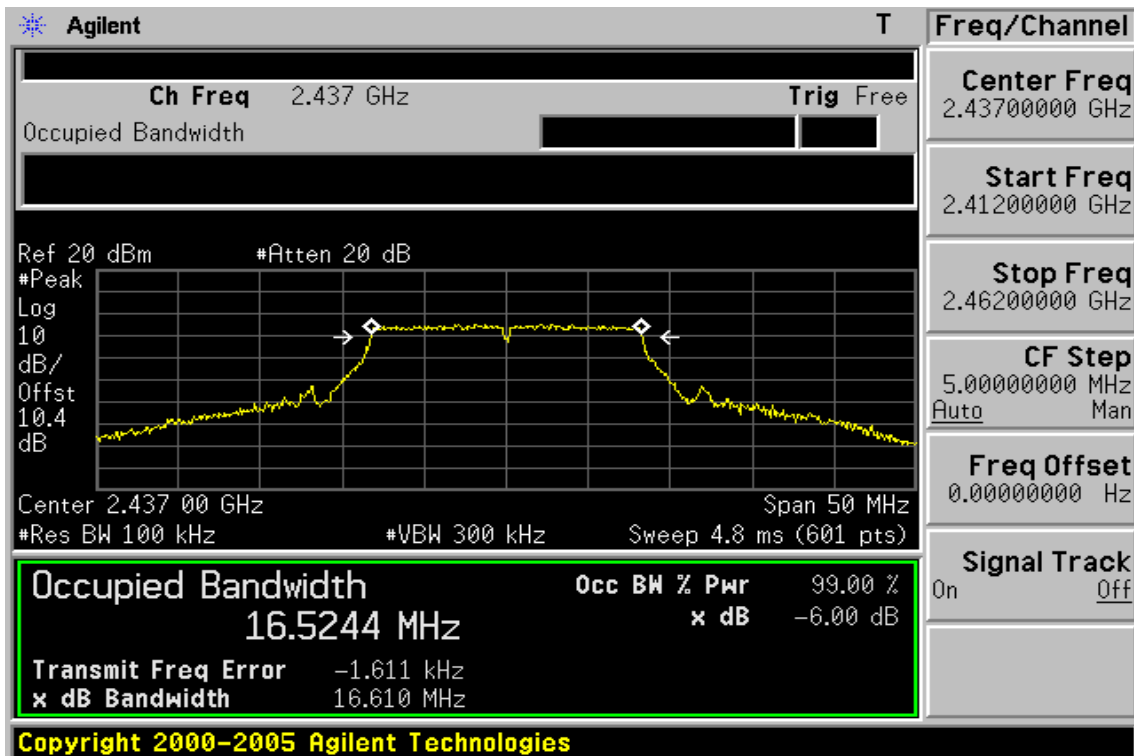 Agilent T
Ch Freq 2.437 GHz Trig Free
Occupied Bandwidth
Ref 20 dBm #Atten 20 dB
#Peak
Log
10
dB/
Offst
10.4
dB
Center 2.437 00 GHz Span 50 MHz
#Res BW 100 kHz #VBW 300 kHz Sweep 4.8 ms (601 pts)
Occupied Bandwidth Occ BW % Pwr 99.00 %
16.5244 MHz x dB -6.00 dB
Transmit Freq Error -1.611 kHz
x dB Bandwidth 16.610 MHz
Copyright 2000-2005 Agilent Technologies
Freq/Channel
Center Freq
2.43700000 GHz
Start Freq
2.41200000 GHz
Stop Freq
2.46200000 GHz
CF Step
5.00000000 MHz
Auto Man
Freq Offset
0.00000000 Hz
Signal Track
On Off